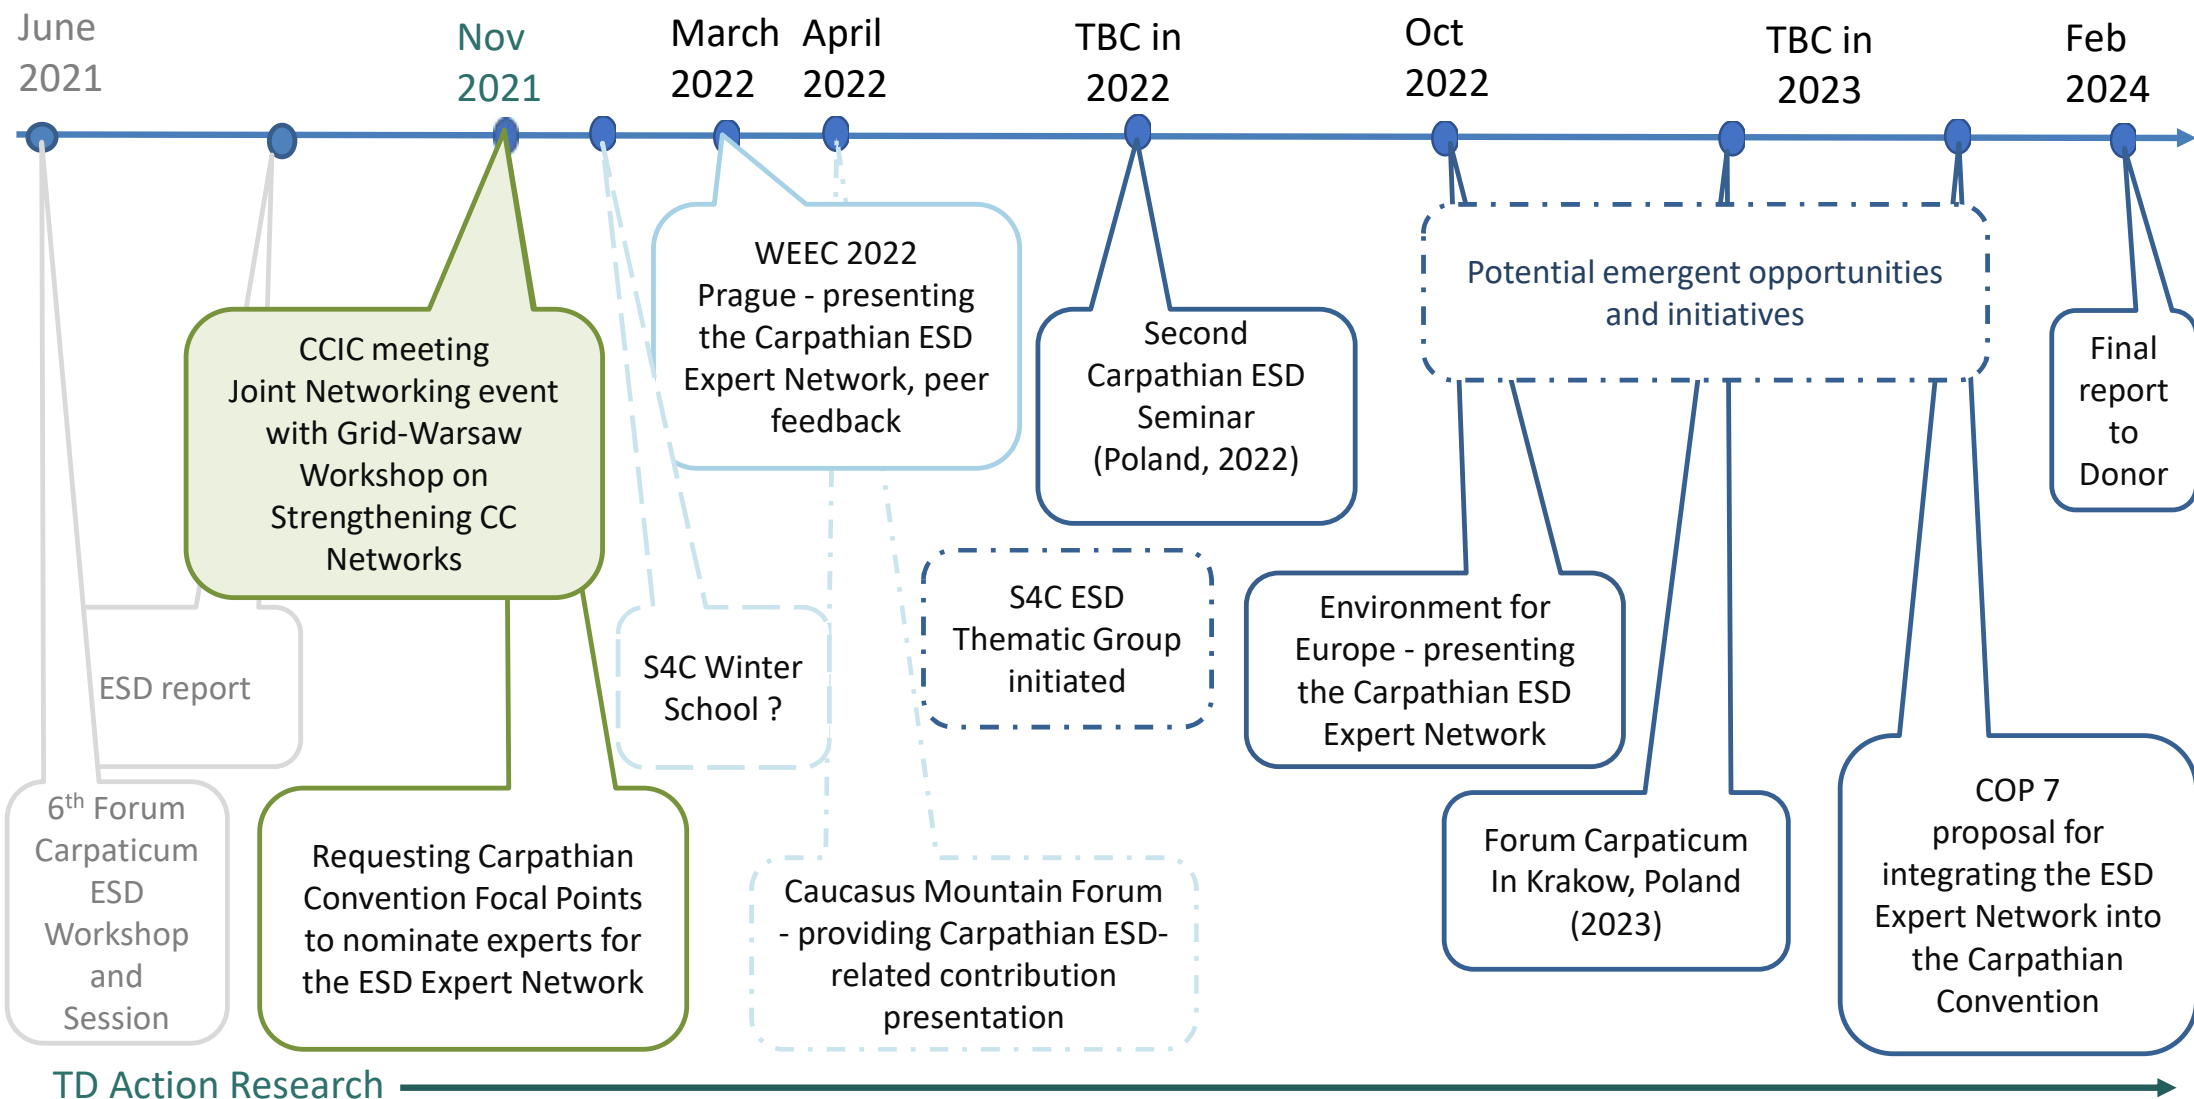 June
2021
Nov
2021
March
2022
April
2022
TBC in
2022
Oct
2022
TBC in
2023
Feb
2024
CCIC meeting
Joint Networking event
with Grid-Warsaw
Workshop on
Strengthening CC
Networks
WEEC 2022
Prague - presenting
the Carpathian ESD
Expert Network, peer
feedback
Second
Carpathian ESD
Seminar
(Poland, 2022)
Potential emergent opportunities
and initiatives
Final
report
to
Donor
ESD report
S4C Winter
School ?
S4C ESD
Thematic Group
initiated
Environment for
Europe - presenting
the Carpathian ESD
Expert Network
6th Forum
Carpaticum
ESD
Workshop
and
Session
Requesting Carpathian
Convention Focal Points
to nominate experts for
the ESD Expert Network
Caucasus Mountain Forum
- providing Carpathian ESD-
related contribution
presentation
Forum Carpaticum
In Krakow, Poland
(2023)
COP 7
proposal for
integrating the ESD
Expert Network into
the Carpathian
Convention
TD Action Research